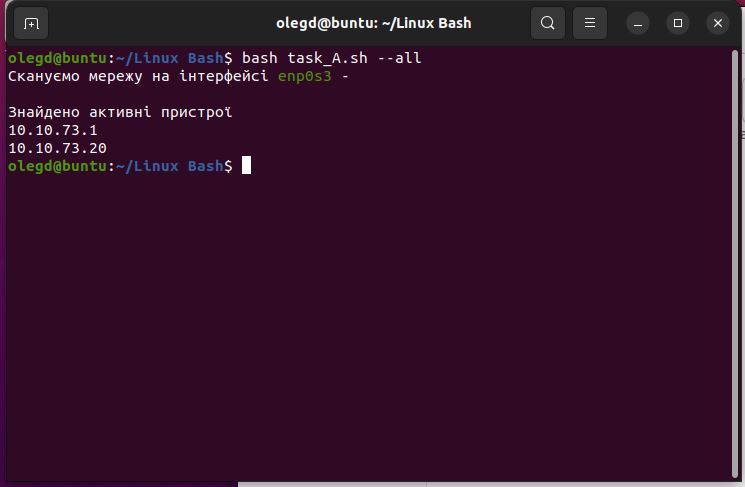 olegd@buntu: ~/Linux Bash
olegd@buntu:~/Linux Bash$ bash task_A.sh --all
Скануємо мережу на інтерфейсі enp0s3 -
Знайдено активні пристрої
10.10.73.1
10.10.73.20
olegd@buntu:~/Linux Bash$